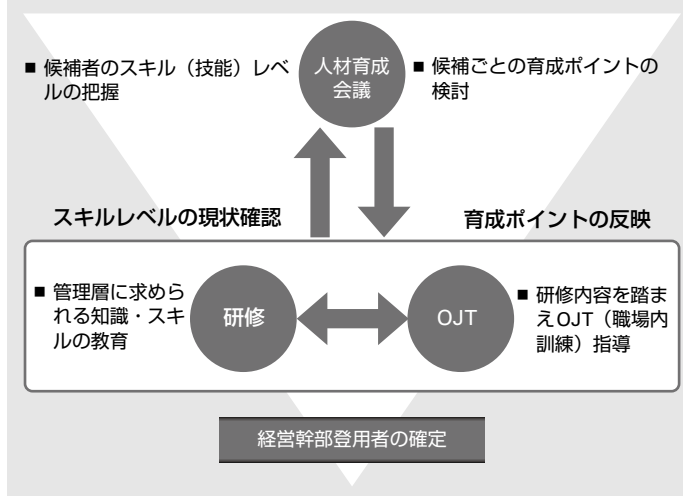 ■ 候補者のスキル（技能）レベ
ルの把握
人材育成
会議
■ 候補ごとの育成ポイントの
検討
スキルレベルの現状確認
育成ポイントの反映
■ 管理層に求めら
れる知識・スキ
ルの教育
研修
OJT
■ 研修内容を踏ま
えOJT（職場内
訓練）指導
経営幹部登用者の確定